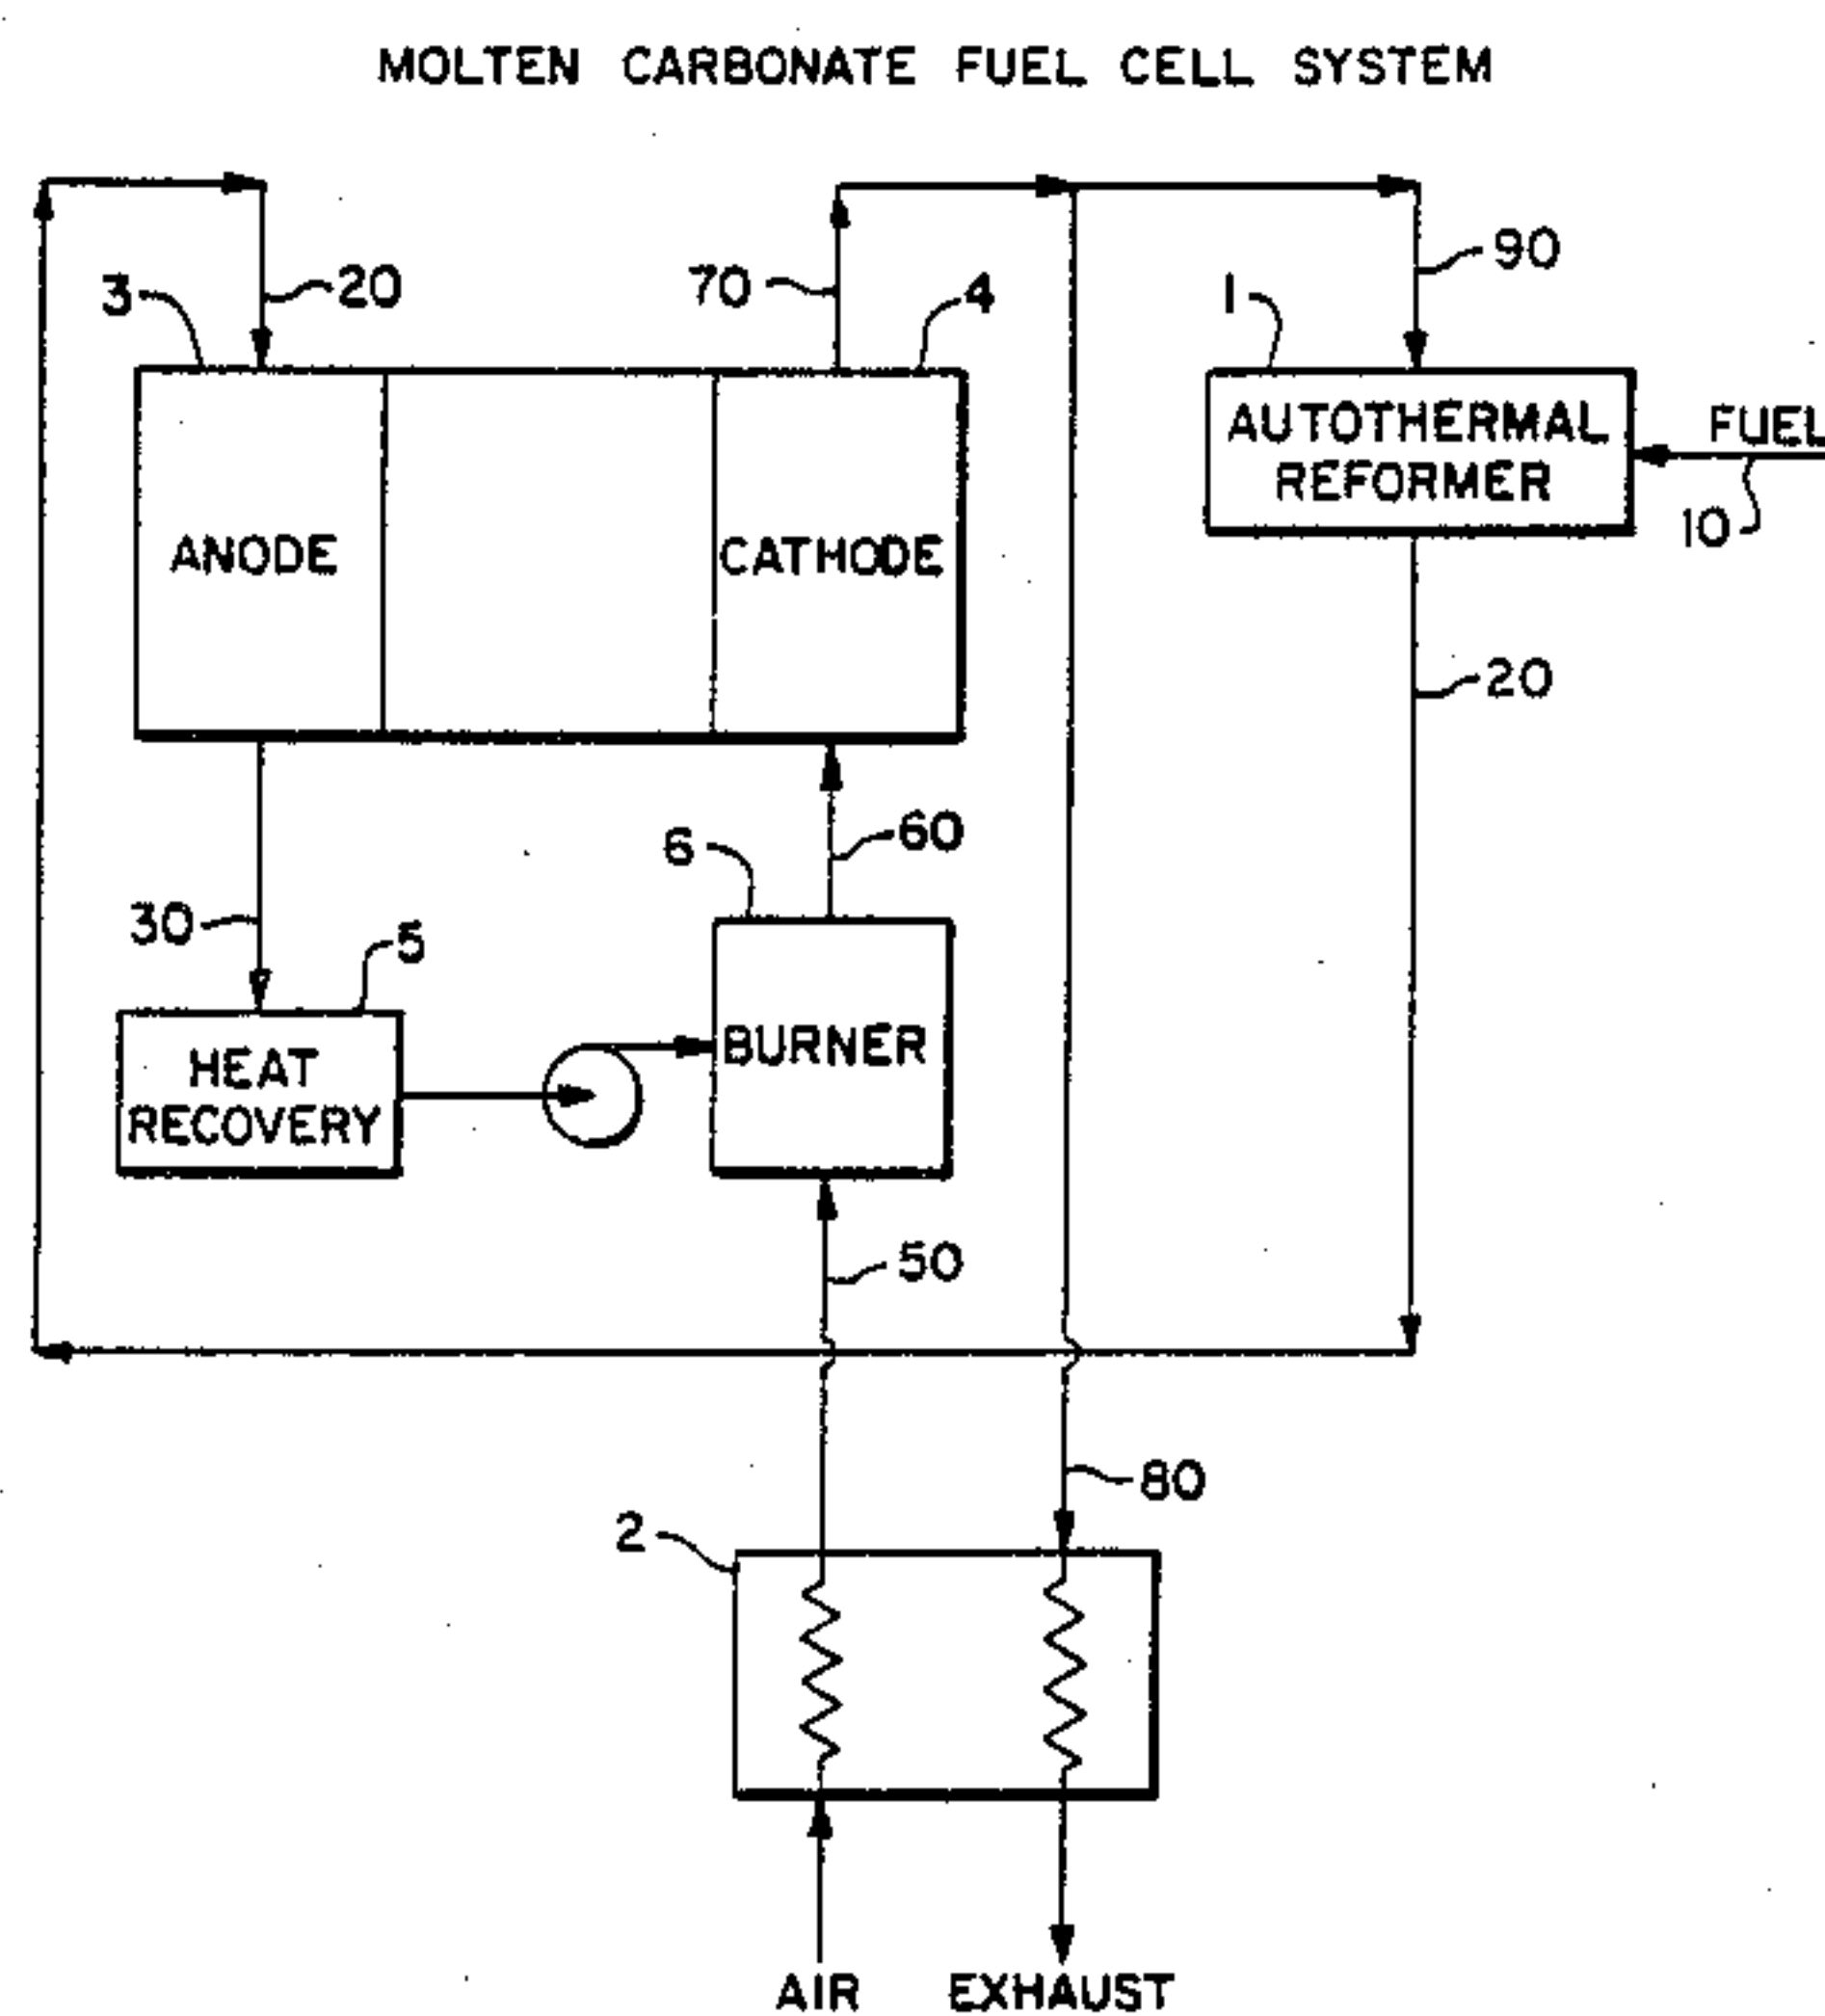 MOLTEN CARBONATE FUEL CELL SYSTEM
90
3
20
70
4
1
AUTOTHERMAL
REFORMER
FUEL
10
ANODE
CATHODE
20
6
60
30
5
HEAT
RECOVERY
BURNER
50
80
2
AIR
EXHAUST